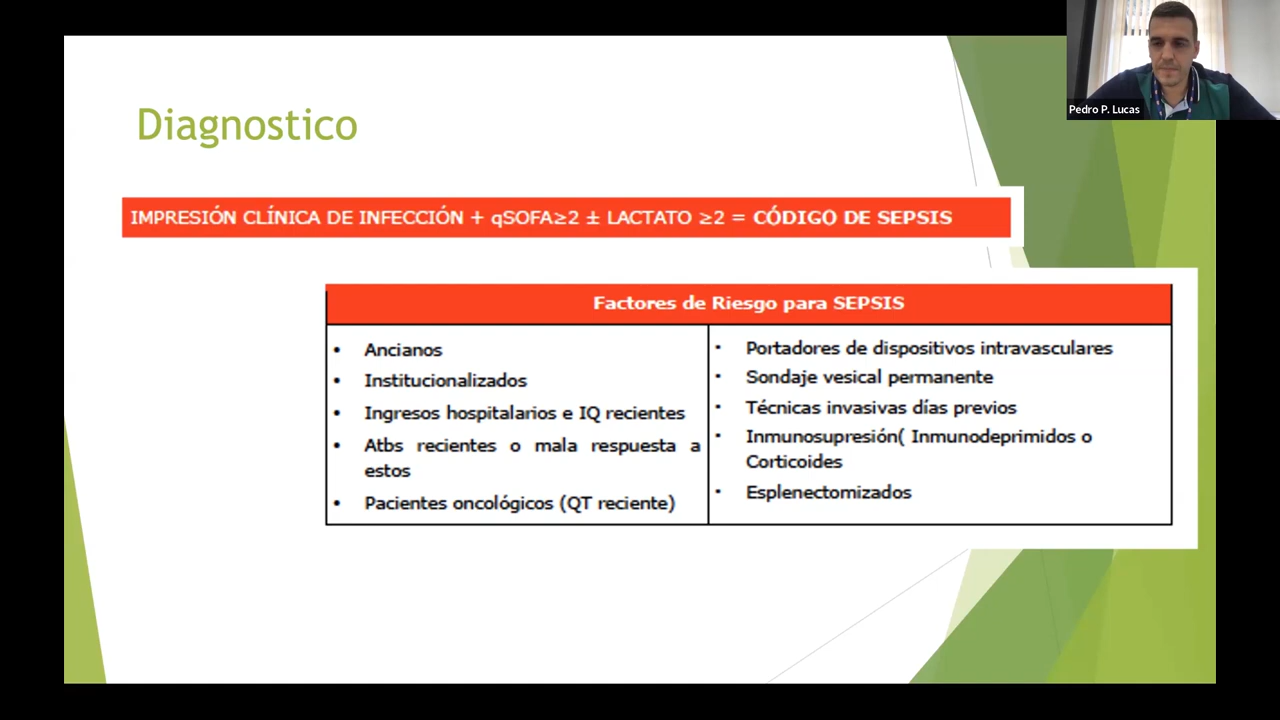 Pedro P. Lucas
Diagnostico
IMPRESIÓN CLÍNICA DE INFECCIÓN + qSOFA≥2 ± LACTATO ≥2 = CÓDIGO DE SEPSIS
Factores de Riesgo para SEPSIS
• Ancianos
• Institucionalizados
• Ingresos hospitalarios e IQ recientes
• Atbs recientes o mala respuesta a
estos
• Pacientes oncológicos (QT reciente)
• Portadores de dispositivos intravasculares
• Sondaje vesical permanente
• Técnicas invasivas días previos
• Inmunosupresión( Inmunodeprimidos o
Corticoides
• Esplenectomizados